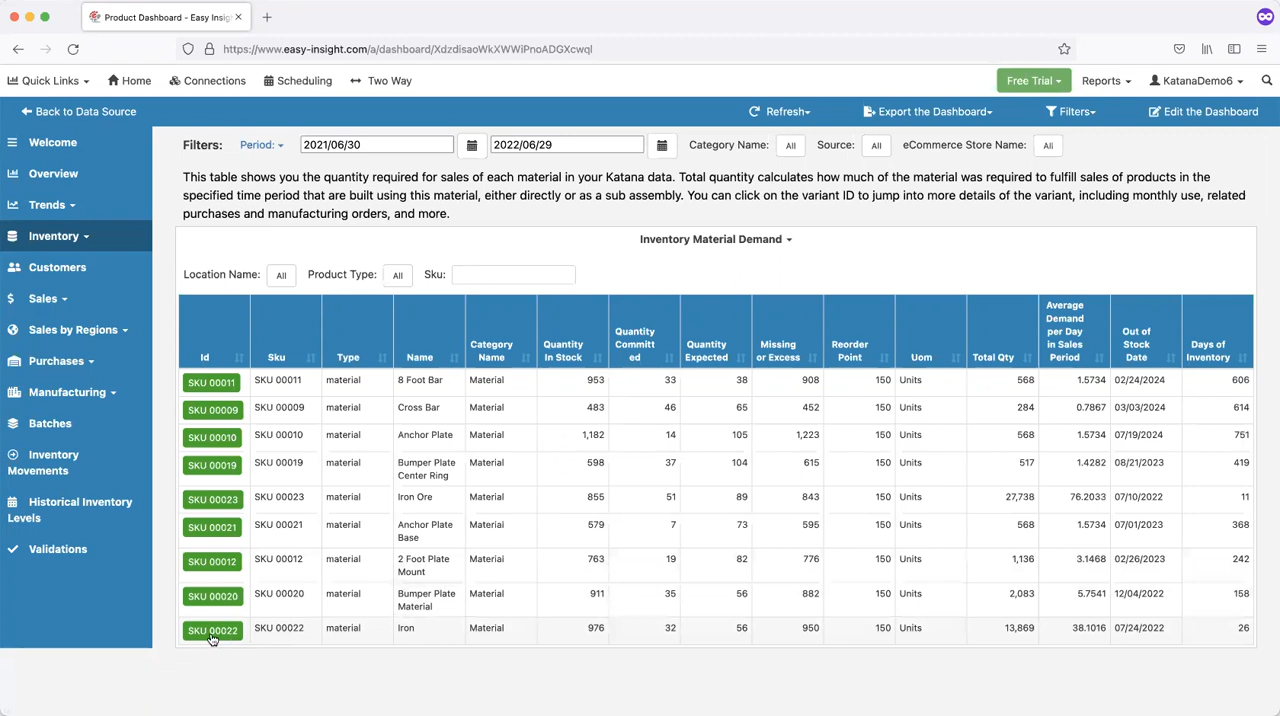 Product Dashboard - Easy Insig
https://www.easy-insight.com/a/dashboard/XdzdisaoWkXWWiPnoADGXcwql
Quick Links Home Connections Scheduling Two Way Free Trial Reports KatanaDemo6
Back to Data Source Refresh Export the Dashboard Filters Edit the Dashboard
Welcome
Overview
Trends
Inventory
Customers
Sales
Sales by Regions
Purchases
Manufacturing
Batches
Inventory
Movements
Historical Inventory
Levels
Validations
Filters: Period: 2021/06/30 2022/06/29 Category Name: All Source: All eCommerce Store Name: All
This table shows you the quantity required for sales of each material in your Katana data. Total quantity calculates how much of the material was required to fulfill sales of products in the
specified time period that are built using this material, either directly or as a sub assembly. You can click on the variant ID to jump into more details of the variant, including monthly use, related
purchases and manufacturing orders, and more.
Inventory Material Demand
Location Name: All Product Type: All Sku:
Id Sku Type Name Category Name Quantity In Stock Quantity Committ ed Quantity Expected Missing or Excess Reorder Point Uom Total Qty Average Demand per Day in Sales Period Out of Stock Date Days of Inventory
SKU 00011 SKU 00011 material 8 Foot Bar Material 953 33 38 908 150 Units 568 1.5734 02/24/2024 606
SKU 00009 SKU 00009 material Cross Bar Material 483 46 65 452 150 Units 284 0.7867 03/03/2024 614
SKU 00010 SKU 00010 material Anchor Plate Material 1,182 14 105 1,223 150 Units 568 1.5734 07/19/2024 751
SKU 00019 SKU 00019 material Bumper Plate Center Ring Material 598 37 104 615 150 Units 517 1.4282 08/21/2023 419
SKU 00023 SKU 00023 material Iron Ore Material 855 51 89 843 150 Units 27,738 76.2033 07/10/2022 11
SKU 00021 SKU 00021 material Anchor Plate Base Material 579 7 73 595 150 Units 568 1.5734 07/01/2023 368
SKU 00012 SKU 00012 material 2 Foot Plate Mount Material 763 19 82 776 150 Units 1,136 3.1468 02/26/2023 242
SKU 00020 SKU 00020 material Bumper Plate Material Material 911 35 56 882 150 Units 2,083 5.7541 12/04/2022 158
SKU 00022 SKU 00022 material Iron Material 976 32 56 950 150 Units 13,869 38.1016 07/24/2022 26